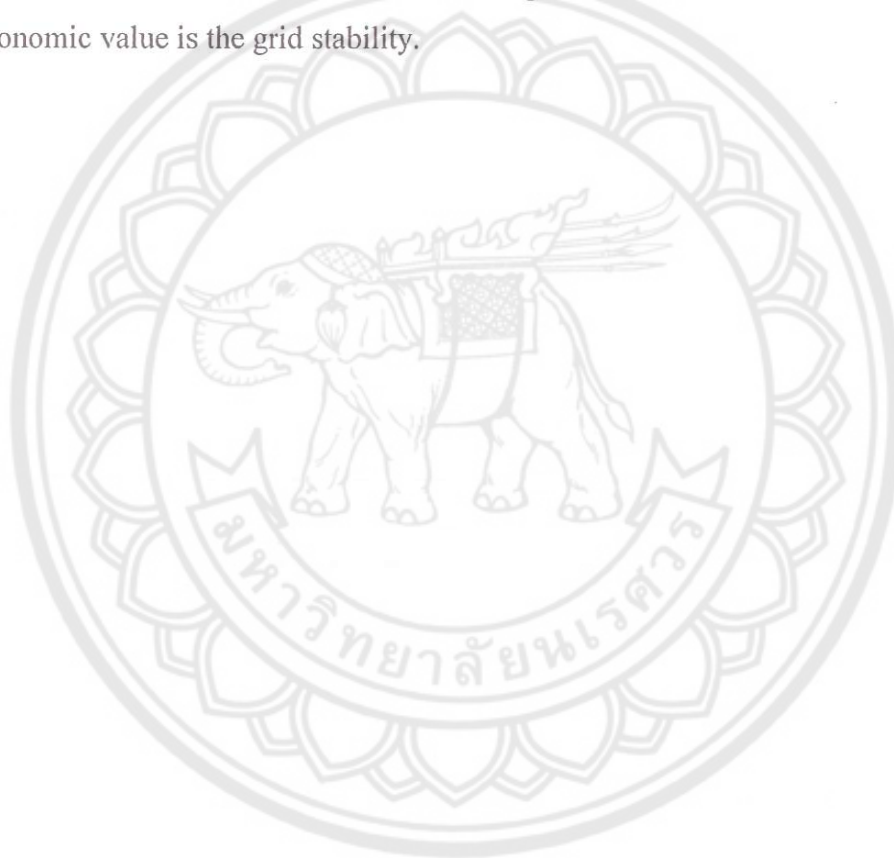 onomic value is the grid stability.
มหาวิทยาลัยนเรศวร